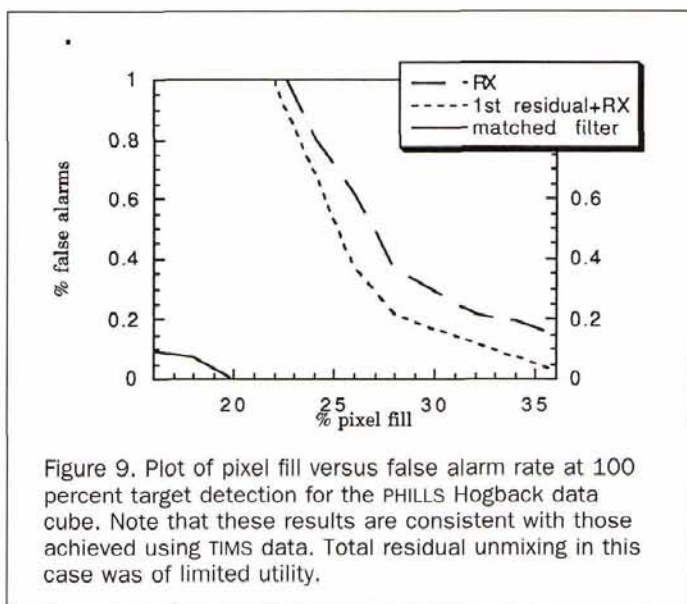 RX
1st residual+RX
matched filter
1
0.8
0.6
0.4
0.2
0
% false alarms
0.6
0.4
0.2
0
20
25
30
35
% pixel fill
Figure 9. Plot of pixel fill versus false alarm rate at 100
percent target detection for the PHILLS Hogback data
cube. Note that these results are consistent with those
achieved using TIMS data. Total residual unmixing in this
case was of limited utility.